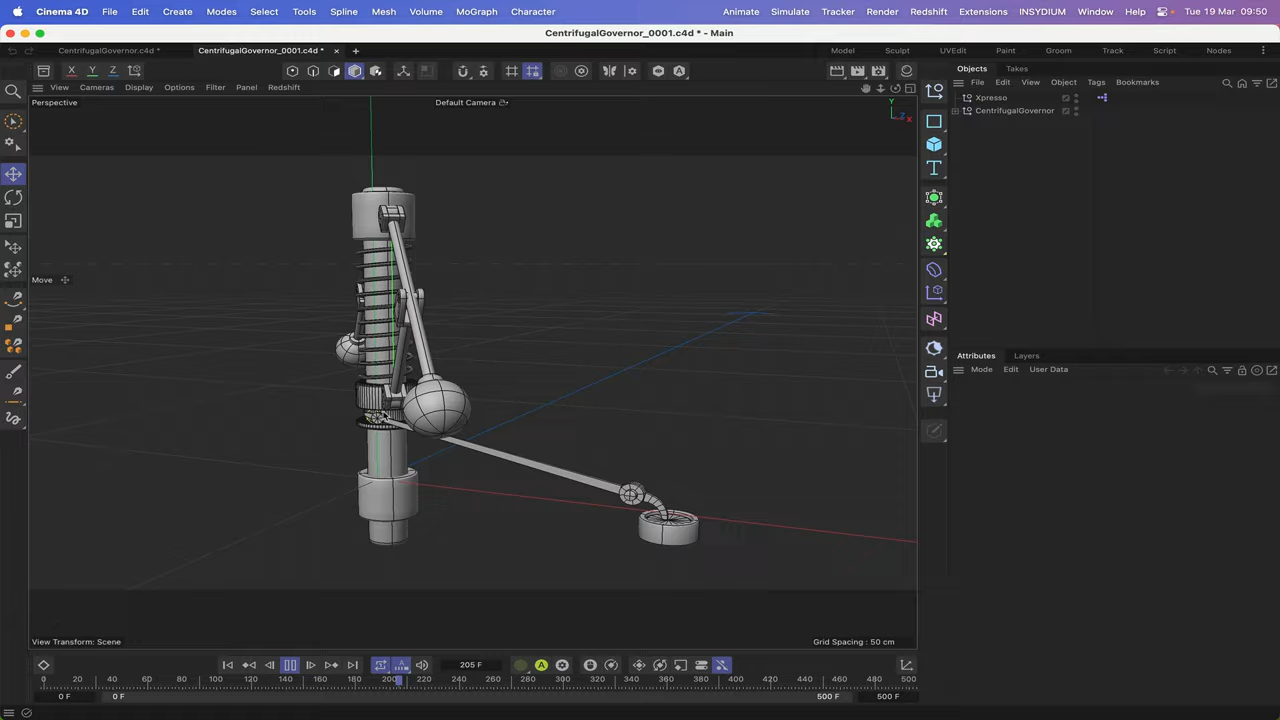 Cinema 4D File Edit Create Modes Select Tools Spline Mesh Volume MoGraph Character Animate Simulate Tracker Render Redshift Extensions INSYDIUM Window Help Tue 19 Mar 09:50
CentrifugalGovernor_0001.c4d * - Main
CentrifugalGovernor.c4d * CentrifugalGovernor_0001.c4d * Model Sculpt UVEdit Paint Groom Track Script Nodes
X Y Z Objects Takes
View Cameras Display Options Filter Panel Redshift File Edit View Object Tags Bookmarks
Perspective Default Camera Y Z X
Xpresso
CentrifugalGovernor
Move
Attributes Layers
Mode Edit User Data
View Transform: Scene Grid Spacing : 50 cm
205 F
0 20 40 60 80 100 120 140 160 180 200 220 240 260 280 300 320 340 360 380 400 420 440 460 480 500
0 F 0 F 500 F 500 F